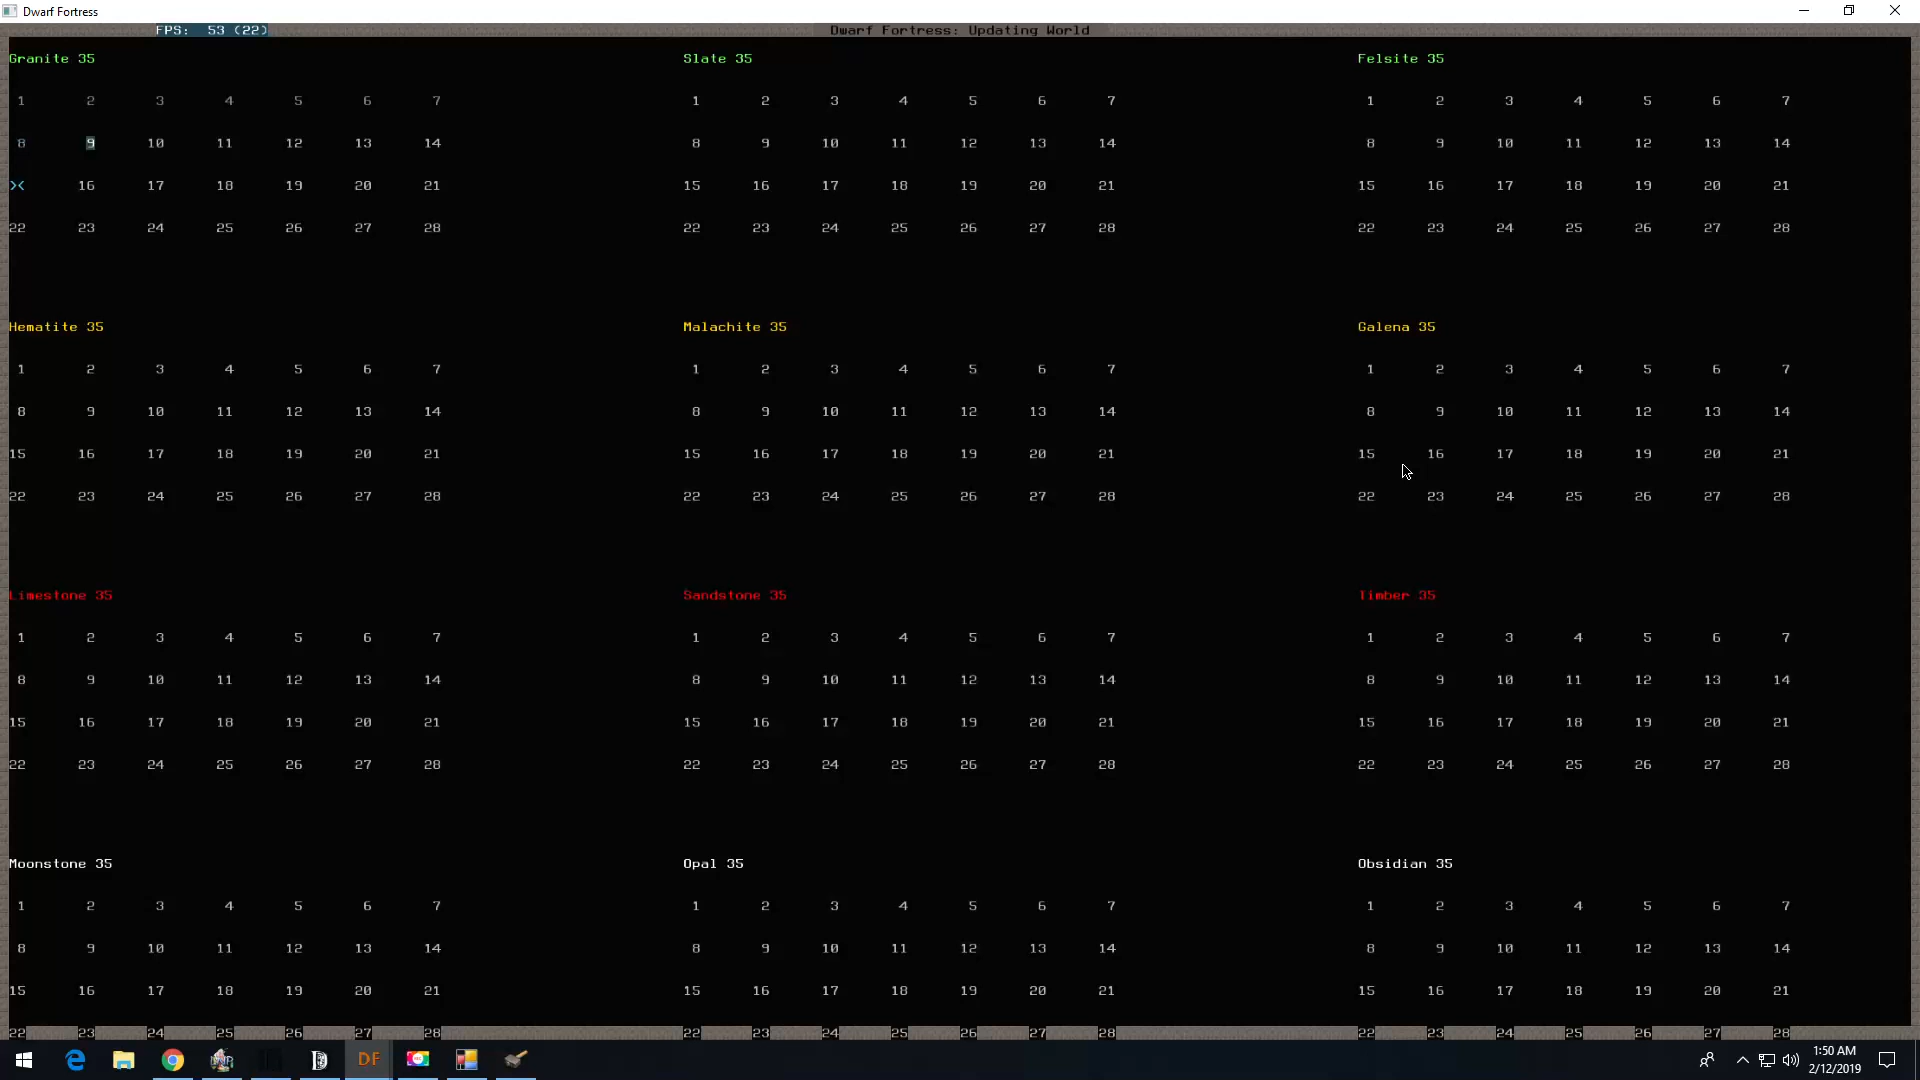 Dwarf Fortress
FPS: 53 (22) Dwarf Fortress: Updating World
Granite 35 Slate 35 Felsite 35
1 2 3 4 5 6 7 1 2 3 4 5 6 7 1 2 3 4 5 6 7
8 9 10 11 12 13 14 8 9 10 11 12 13 14 8 9 10 11 12 13 14
>< 16 17 18 19 20 21 15 16 17 18 19 20 21 15 16 17 18 19 20 21
22 23 24 25 26 27 28 22 23 24 25 26 27 28 22 23 24 25 26 27 28
Hematite 35 Malachite 35 Galena 35
1 2 3 4 5 6 7 1 2 3 4 5 6 7 1 2 3 4 5 6 7
8 9 10 11 12 13 14 8 9 10 11 12 13 14 8 9 10 11 12 13 14
15 16 17 18 19 20 21 15 16 17 18 19 20 21 15 16 17 18 19 20 21
22 23 24 25 26 27 28 22 23 24 25 26 27 28 22 23 24 25 26 27 28
Limestone 35 Sandstone 35 Timber 35
1 2 3 4 5 6 7 1 2 3 4 5 6 7 1 2 3 4 5 6 7
8 9 10 11 12 13 14 8 9 10 11 12 13 14 8 9 10 11 12 13 14
15 16 17 18 19 20 21 15 16 17 18 19 20 21 15 16 17 18 19 20 21
22 23 24 25 26 27 28 22 23 24 25 26 27 28 22 23 24 25 26 27 28
Moonstone 35 Opal 35 Obsidian 35
1 2 3 4 5 6 7 1 2 3 4 5 6 7 1 2 3 4 5 6 7
8 9 10 11 12 13 14 8 9 10 11 12 13 14 8 9 10 11 12 13 14
15 16 17 18 19 20 21 15 16 17 18 19 20 21 15 16 17 18 19 20 21
22 23 24 25 26 27 28 22 23 24 25 26 27 28 22 23 24 25 26 27 28
DF 1:50 AM
2/12/2019